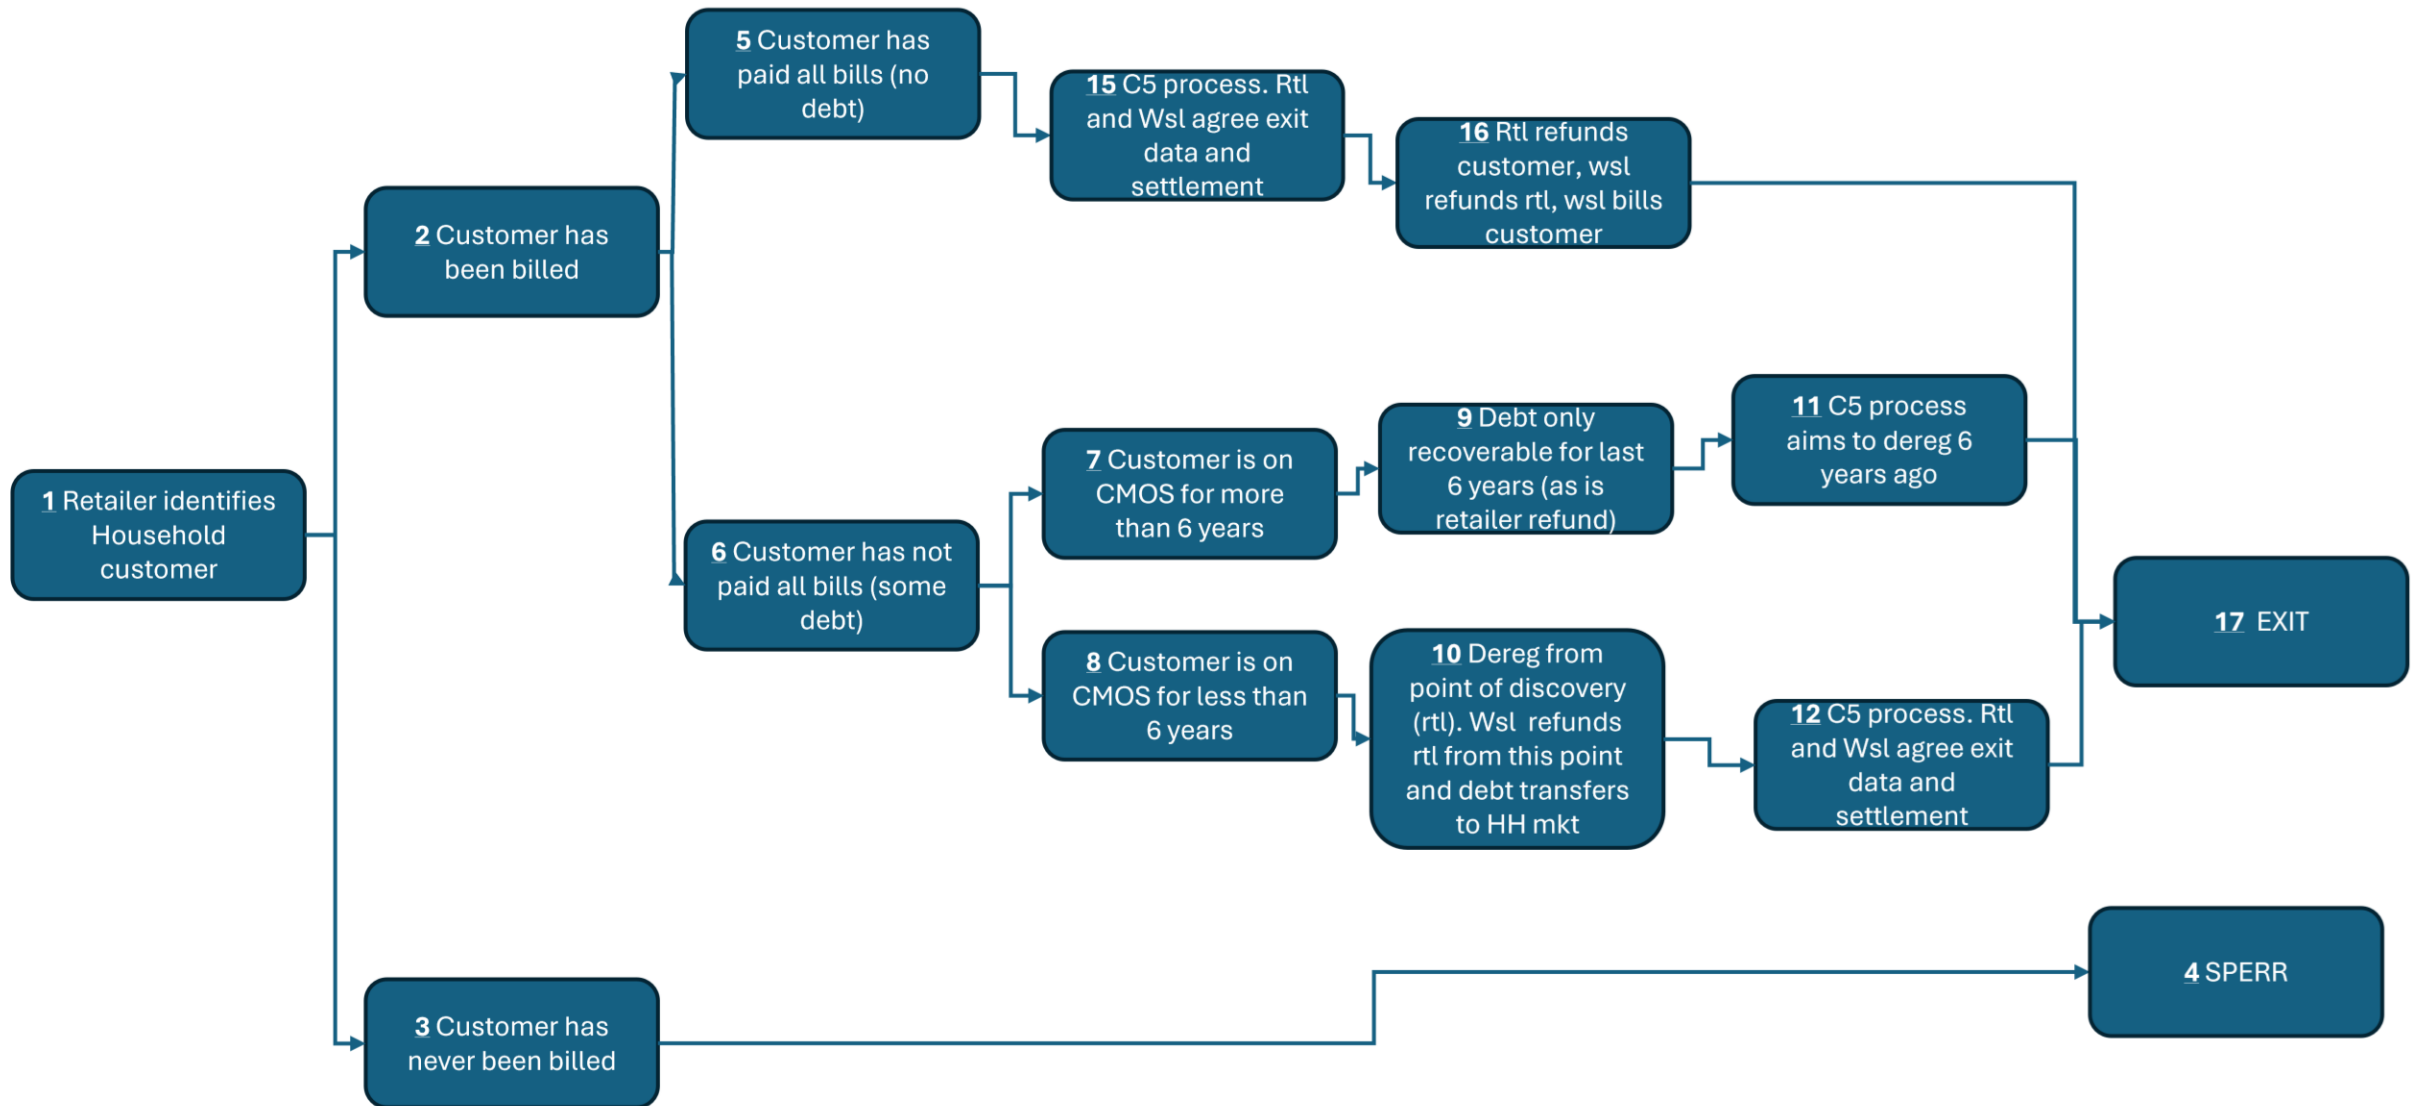 5 Customer has
paid all bills (no
debt)
15 C5 process. Rtl
and Wsl agree exit
data and
settlement
16 Rtl refunds
customer, wsl
refunds rtl, wsl bills
customer
2 Customer has
been billed
1 Retailer identifies
Household
customer
6 Customer has not
paid all bills (some
debt)
7 Customer is on
CMOS for more
than 6 years
9 Debt only
recoverable for last
6 years (as is
retailer refund)
11 C5 process
aims to dereg 6
years ago
8 Customer is on
CMOS for less than
6 years
10 Dereg from
point of discovery
(rtl). Wsl refunds
rtl from this point
and debt transfers
to HH mkt
12 C5 process. Rtl
and Wsl agree exit
data and
settlement
17 EXIT
3 Customer has
never been billed
4 SPERR